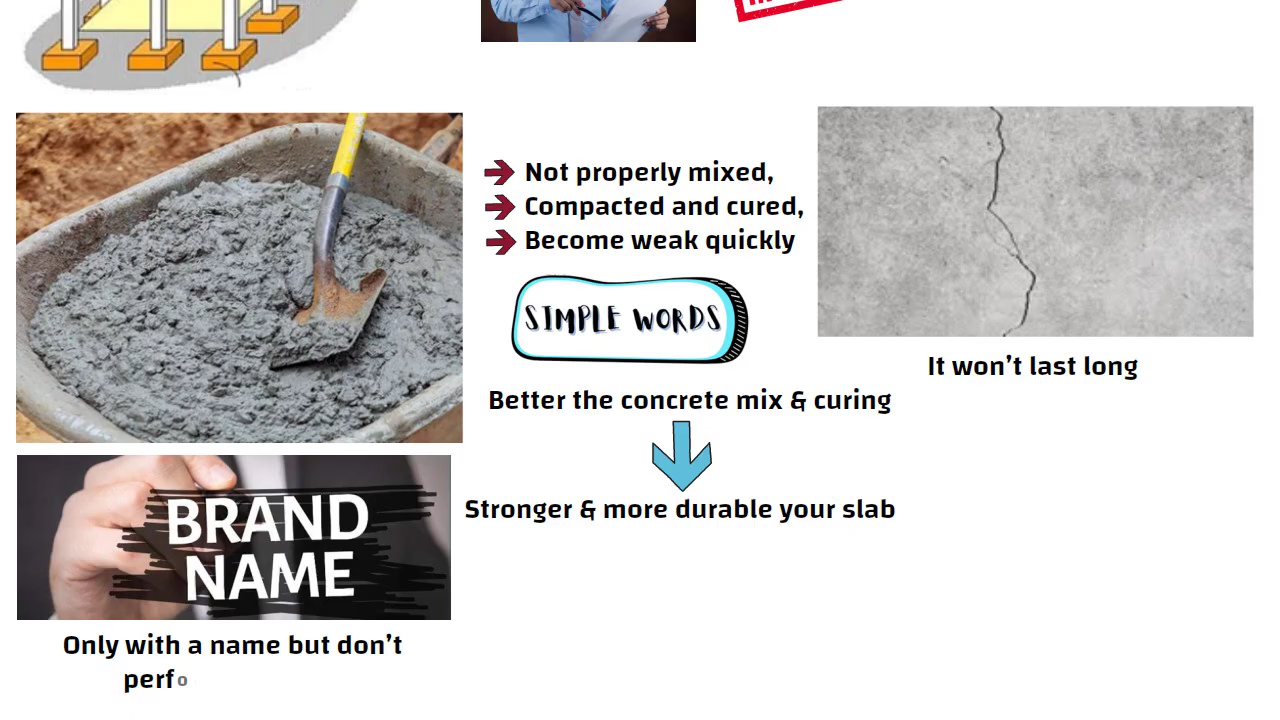 Not properly mixed,
Compacted and cured,
Become weak quickly
SIMPLE WORDS
It won't last long
Better the concrete mix & curing
Stronger & more durable your slab
BRAND
NAME
Only with a name but don't
perfo